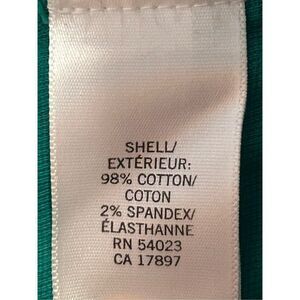 SHELL/
EXTÉRIEUR:
98% COTTON/
COTON
2% SPANDEX/
ÉLASTHANNE
RN 54023
CA 17897